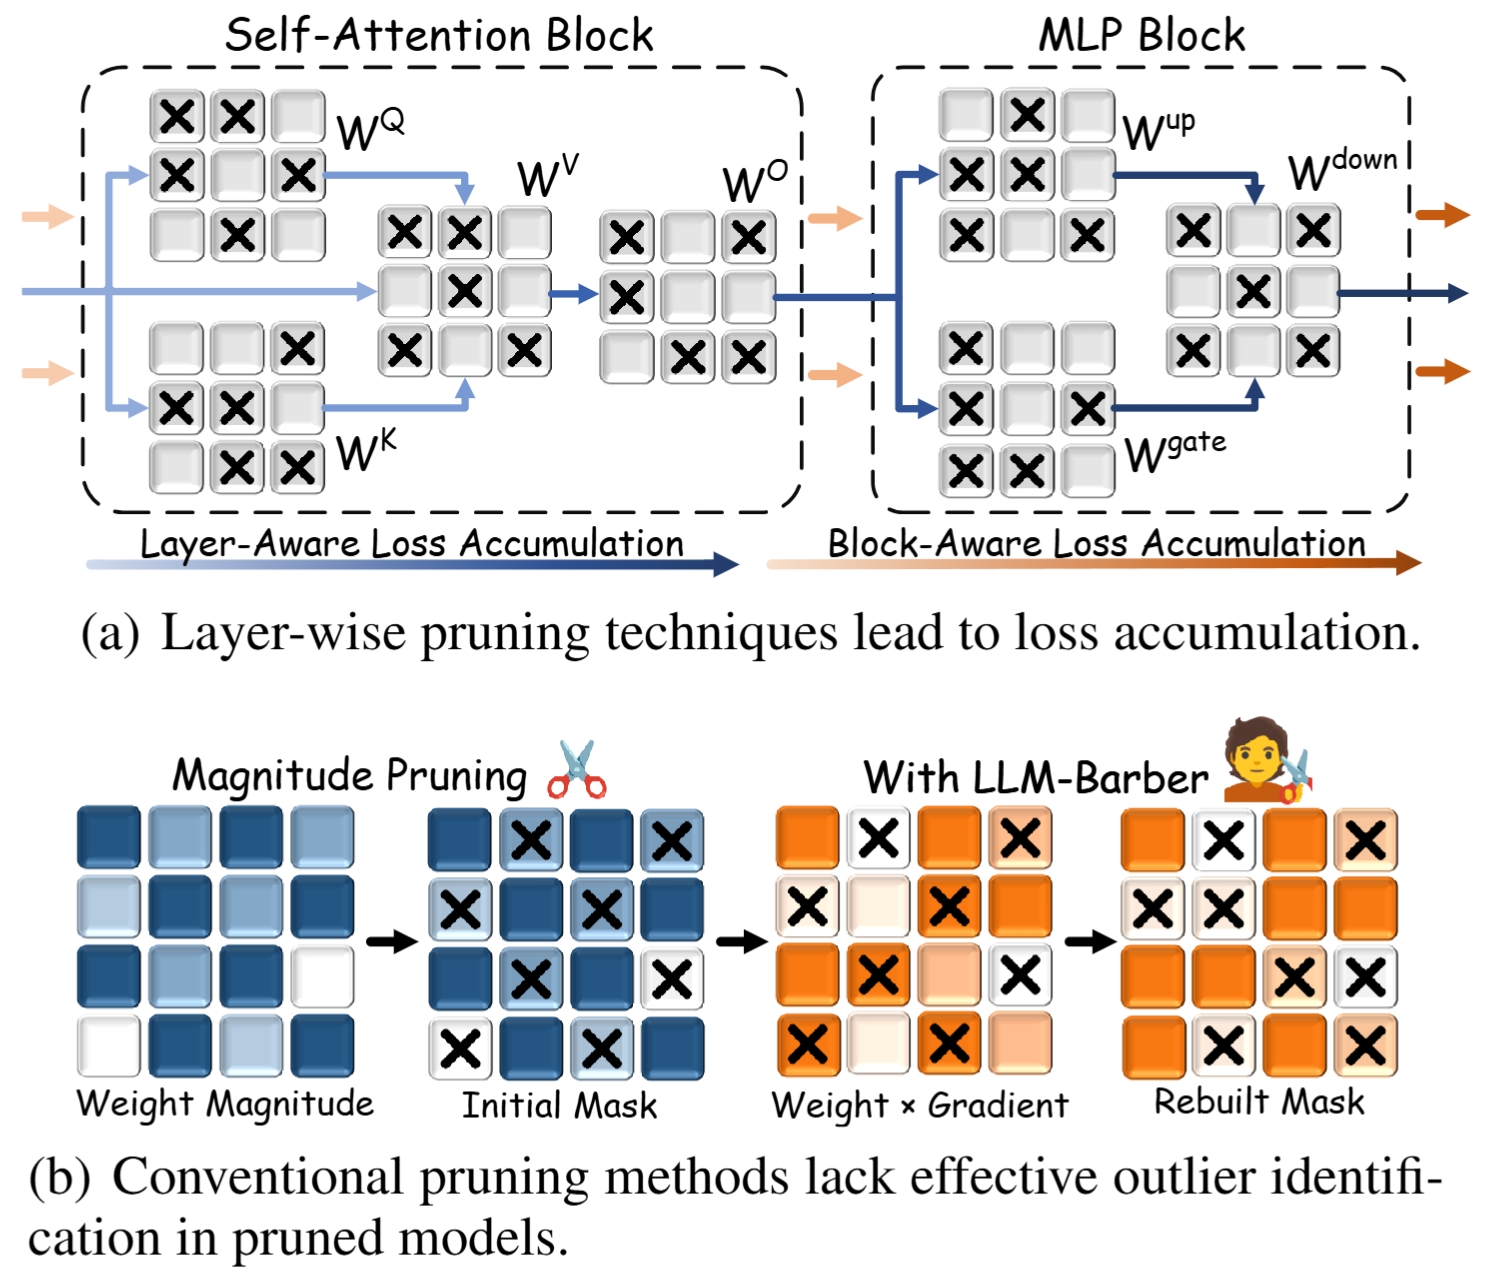 Self-Attention Block
MLP Block
W^Q
W^V
W^O
W^K
W^up
W^down
W^gate
Layer-Aware Loss Accumulation
Block-Aware Loss Accumulation
(a) Layer-wise pruning techniques lead to loss accumulation.
Magnitude Pruning
With LLM-Barber
Weight Magnitude
Initial Mask
Weight × Gradient
Rebuilt Mask
(b) Conventional pruning methods lack effective outlier identifi-
cation in pruned models.